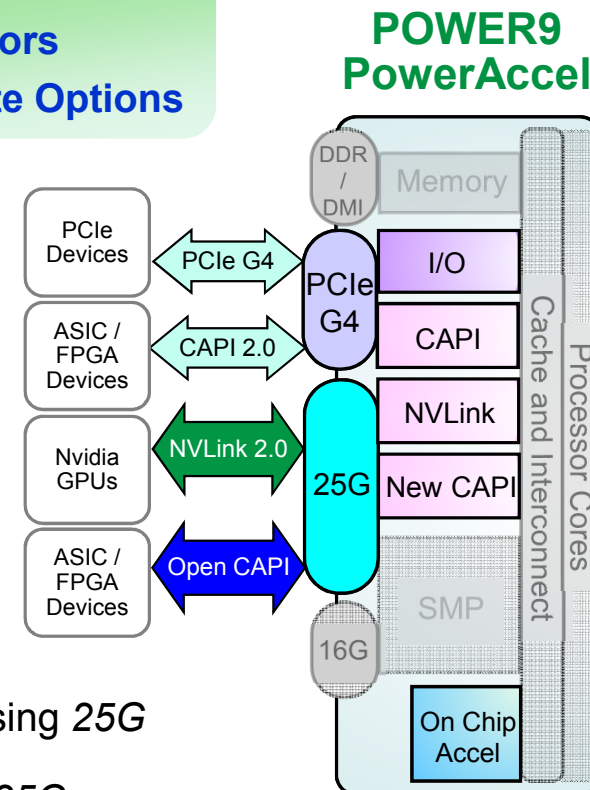 POWER9
PowerAccel
Options
DDR
/
DMI
Memory
PCIe
Devices
PCIe G4
PCIe
G4
I/O
ASIC /
FPGA
Devices
CAPI 2.0
CAPI
Nvidia
GPUs
NVLink 2.0
25G
NVLink
New CAPI
ASIC /
FPGA
Devices
Open CAPI
SMP
16G
On Chip
Accel
Cache and Interconnect
Processor Cores
25G